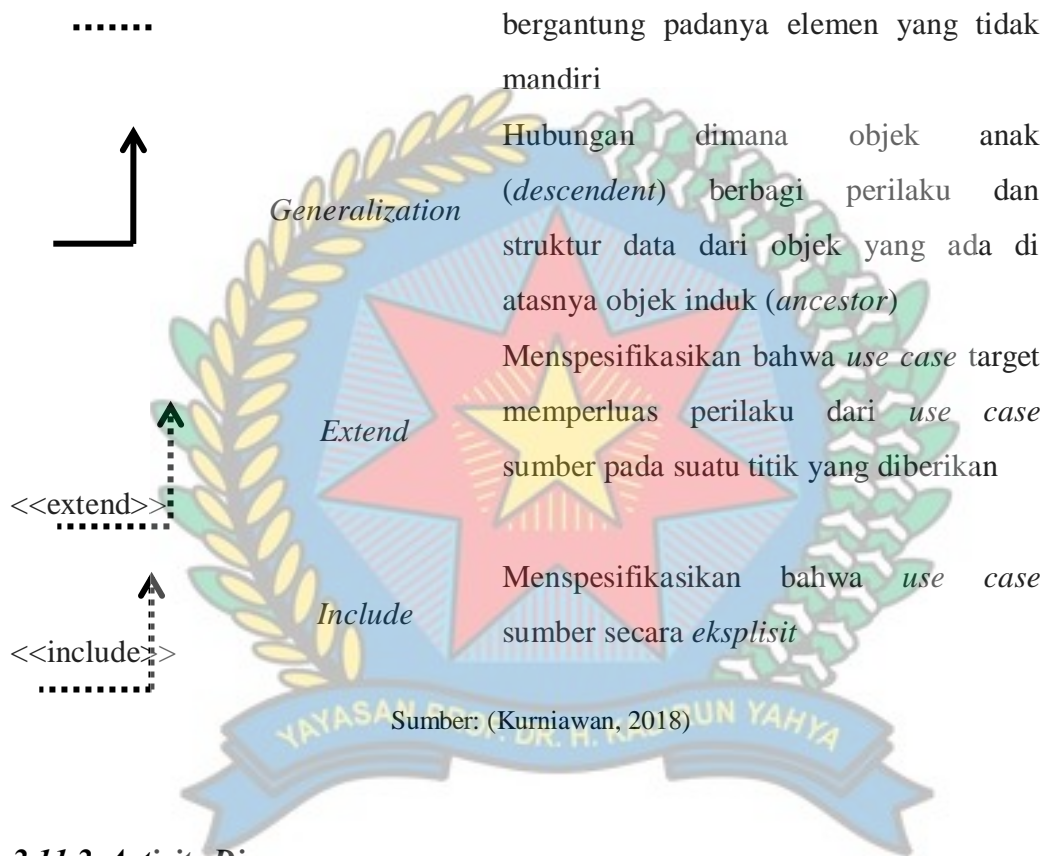 bergantung padanya elemen yang tidak
mandiri
Generalization
Hubungan dimana objek anak
(descendent) berbagi perilaku dan
struktur data dari objek yang ada di
atasnya objek induk (ancestor)
<<extend>>
Extend
Menspesifikasikan bahwa use case target
memperluas perilaku dari use case
sumber pada suatu titik yang diberikan
<<include>>
Include
Menspesifikasikan bahwa use case
sumber secara eksplisit
Sumber: (Kurniawan, 2018)
YAYASAN PROF. DR. H. YAHYA